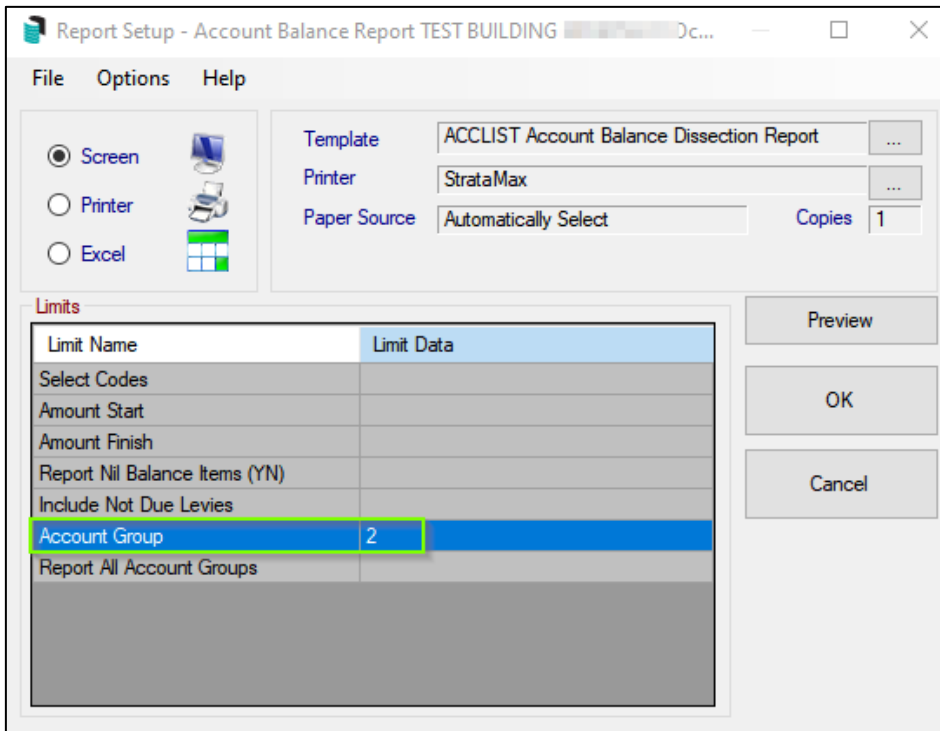 Report Setup - Account Balance Report TEST BUILDING
File Options Help
Screen
Printer
Excel
Template ACCLIST Account Balance Dissection Report ...
Printer StrataMax ...
Paper Source Automatically Select Copies 1
Limits
Limit Name Limit Data
Select Codes
Amount Start
Amount Finish
Report Nil Balance Items (YN)
Include Not Due Levies
Account Group 2
Report All Account Groups
Preview
OK
Cancel